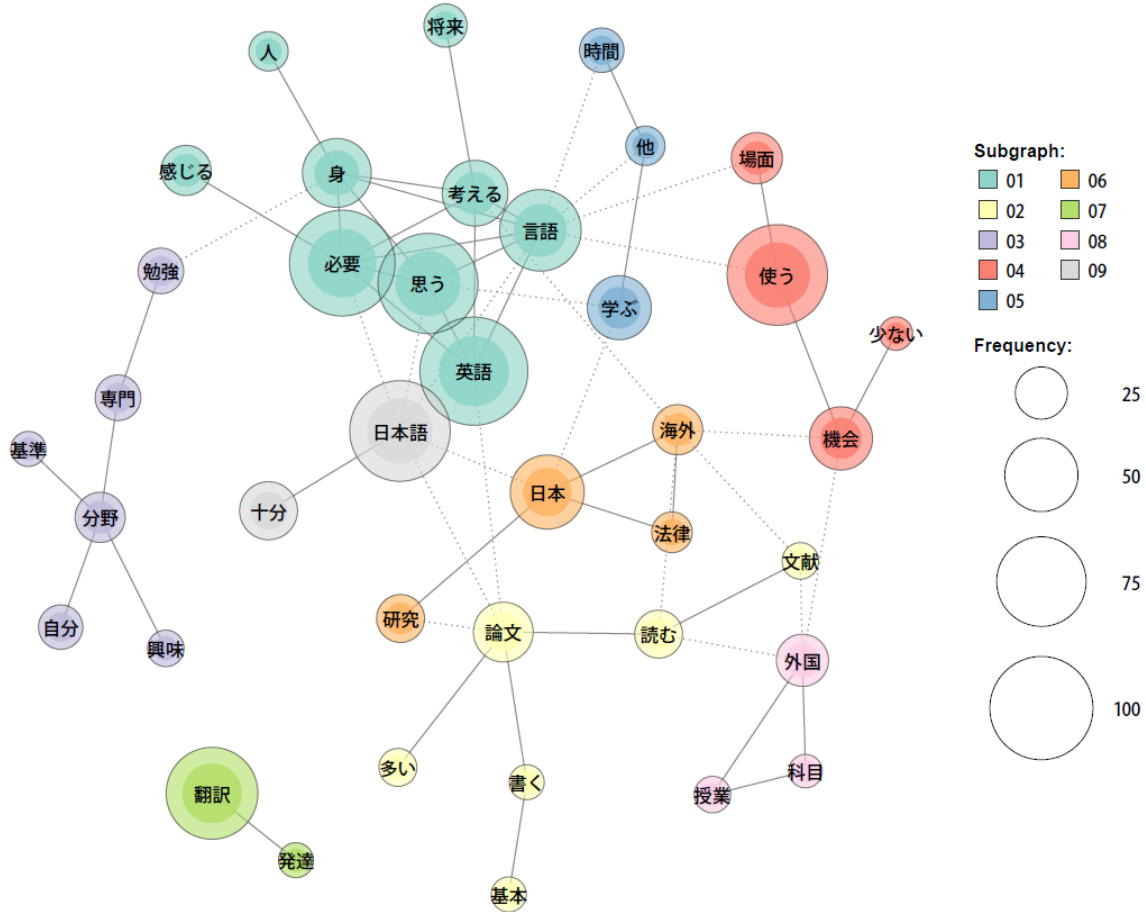 将来
人
時間
他
場面
感じる
身
考える
言語
必要
思う
使う
勉強
学ぶ
少ない
英語
専門
日本語
海外
機会
基準
分野
十分
日本
法律
文献
自分
興味
研究
論文
読む
外国
多い
書く
授業
科目
翻訳
発達
基本
Subgraph:
01 06
02 07
03 08
04 09
05
Frequency:
25
50
75
100